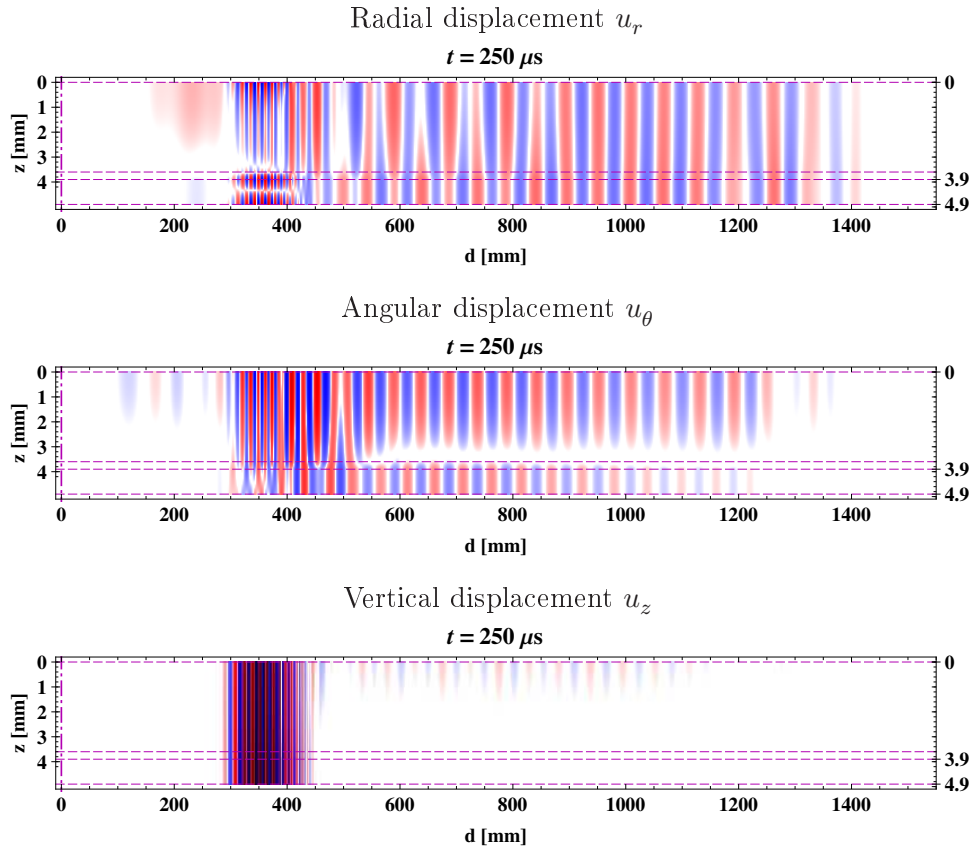 Radial displacement u_r
t = 250 μs
0
0
1
2
3
4
3.9
4.9
z [mm]
0 200 400 600 800 1000 1200 1400
d [mm]
Angular displacement u_θ
t = 250 μs
0
0
1
2
3
4
3.9
4.9
z [mm]
0 200 400 600 800 1000 1200 1400
d [mm]
Vertical displacement u_z
t = 250 μs
0
0
1
2
3
4
3.9
4.9
z [mm]
0 200 400 600 800 1000 1200 1400
d [mm]